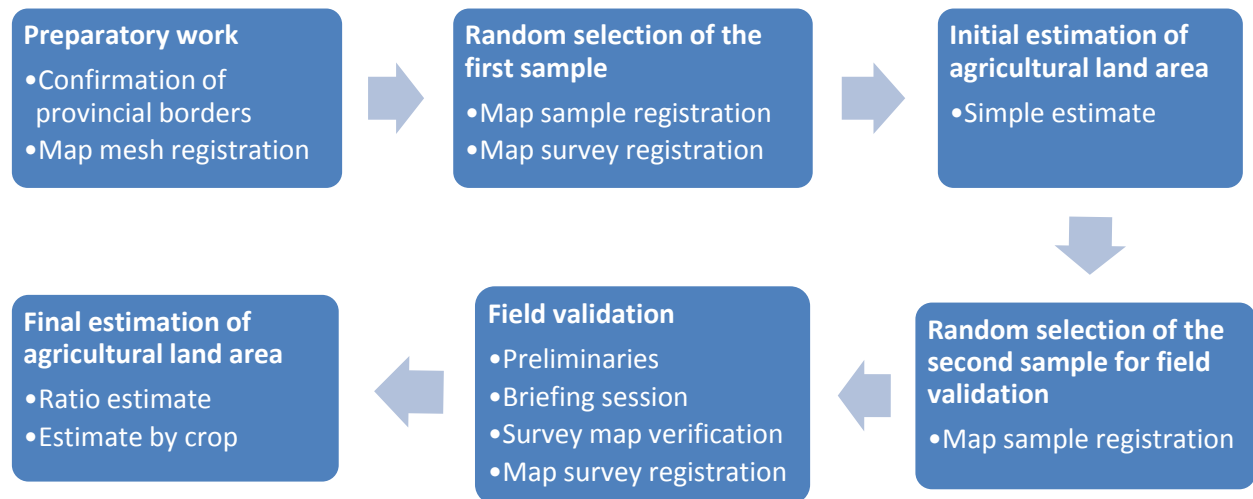 Preparatory work
•Confirmation of
provincial borders
•Map mesh registration
Random selection of the
first sample
•Map sample registration
•Map survey registration
Initial estimation of
agricultural land area
•Simple estimate
Random selection of the
second sample for field
validation
•Map sample registration
Field validation
•Preliminaries
•Briefing session
•Survey map verification
•Map survey registration
Final estimation of
agricultural land area
•Ratio estimate
•Estimate by crop